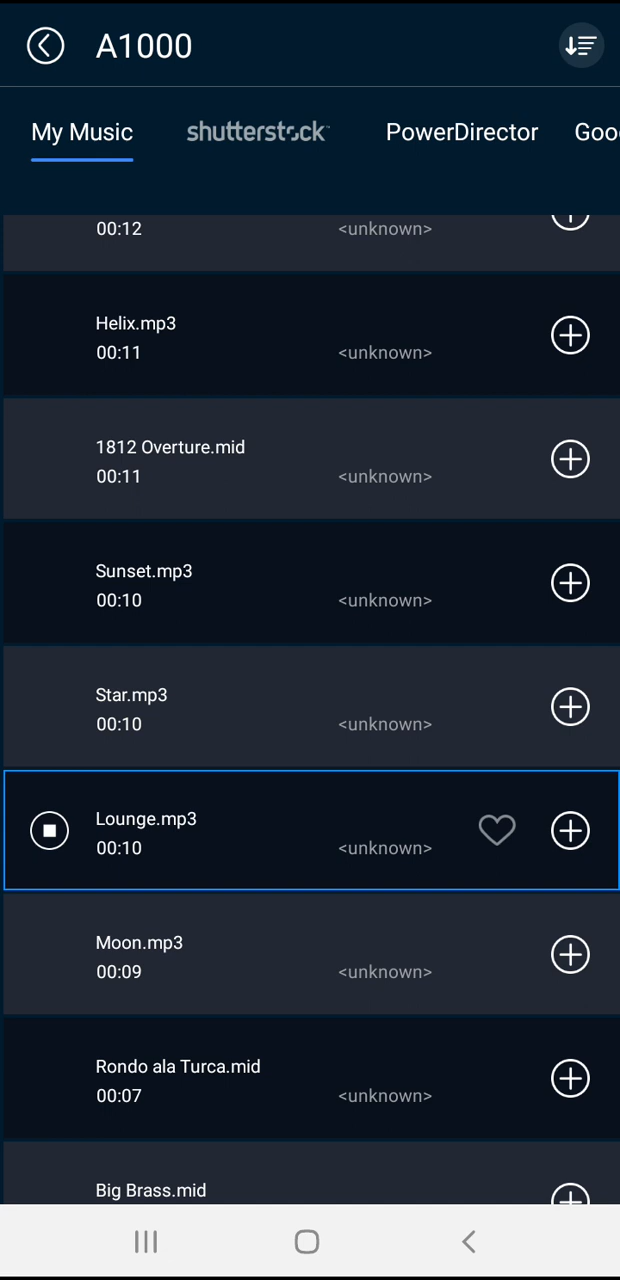 A1000
My Music shutterstock PowerDirector Goo
00:12 <unknown>
Helix.mp3
00:11 <unknown>
1812 Overture.mid
00:11 <unknown>
Sunset.mp3
00:10 <unknown>
Star.mp3
00:10 <unknown>
Lounge.mp3
00:10 <unknown>
Moon.mp3
00:09 <unknown>
Rondo ala Turca.mid
00:07 <unknown>
Big Brass.mid